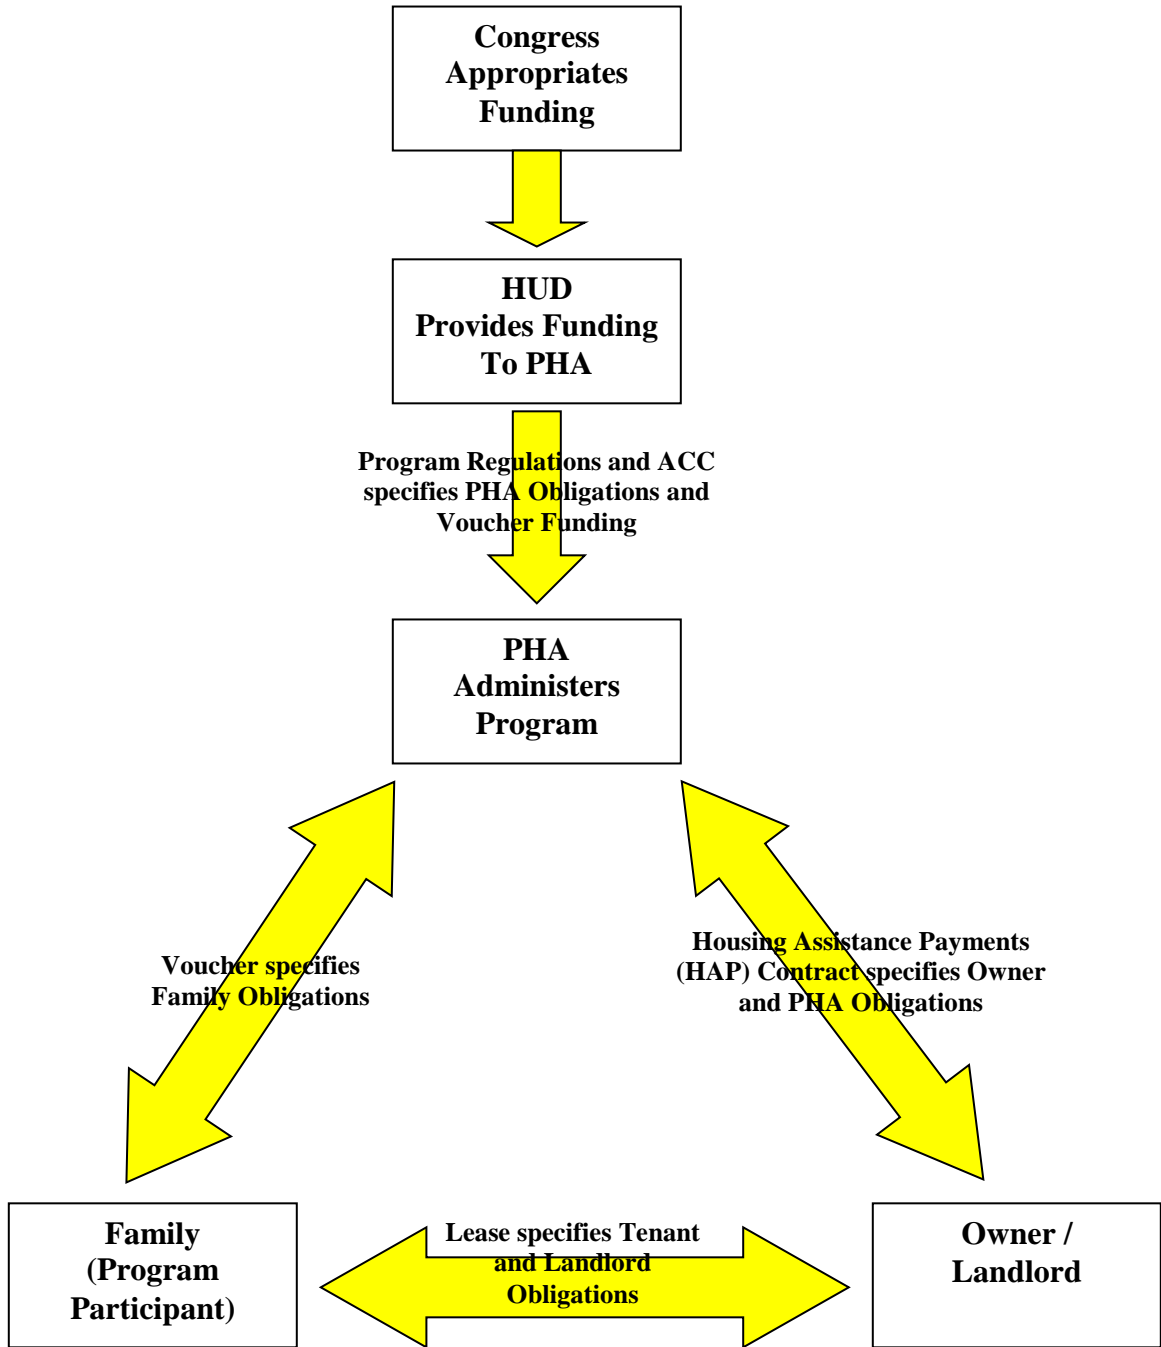 Congress
Appropriates
Funding
HUD
Provides Funding
To PHA
Program Regulations and ACC
specifies PHA Obligations and
Voucher Funding
PHA
Administers
Program
Voucher specifies
Family Obligations
Housing Assistance Payments
(HAP) Contract specifies Owner
and PHA Obligations
Family
(Program
Participant)
Lease specifies Tenant
and Landlord
Obligations
Owner /
Landlord